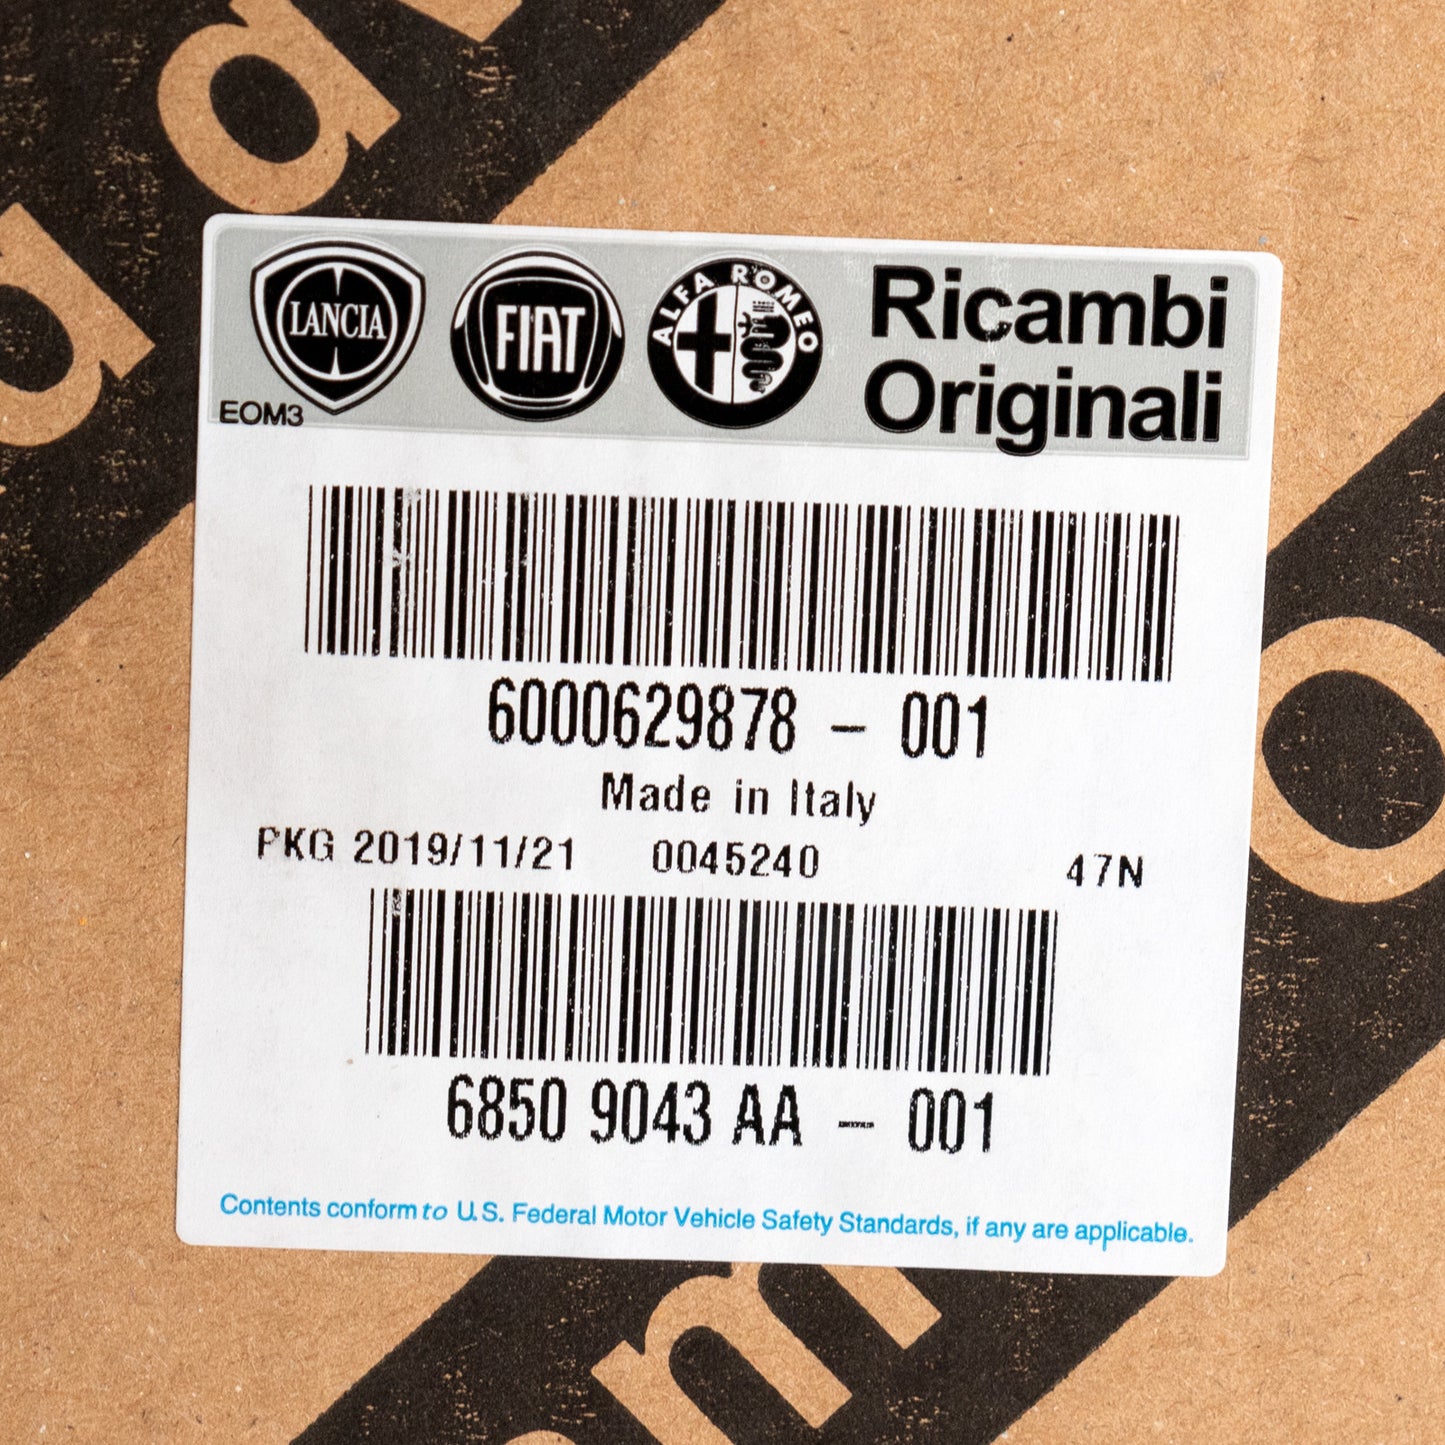 LANCIA
FIAT
ALFA ROMEO
Ricambi
Originali
EOM3
6000629878 - 001
Made in Italy
PKG 2019/11/21 0045240 47N
6850 9043 AA - 001
Contents conform to U.S. Federal Motor Vehicle Safety Standards, if any are applicable.